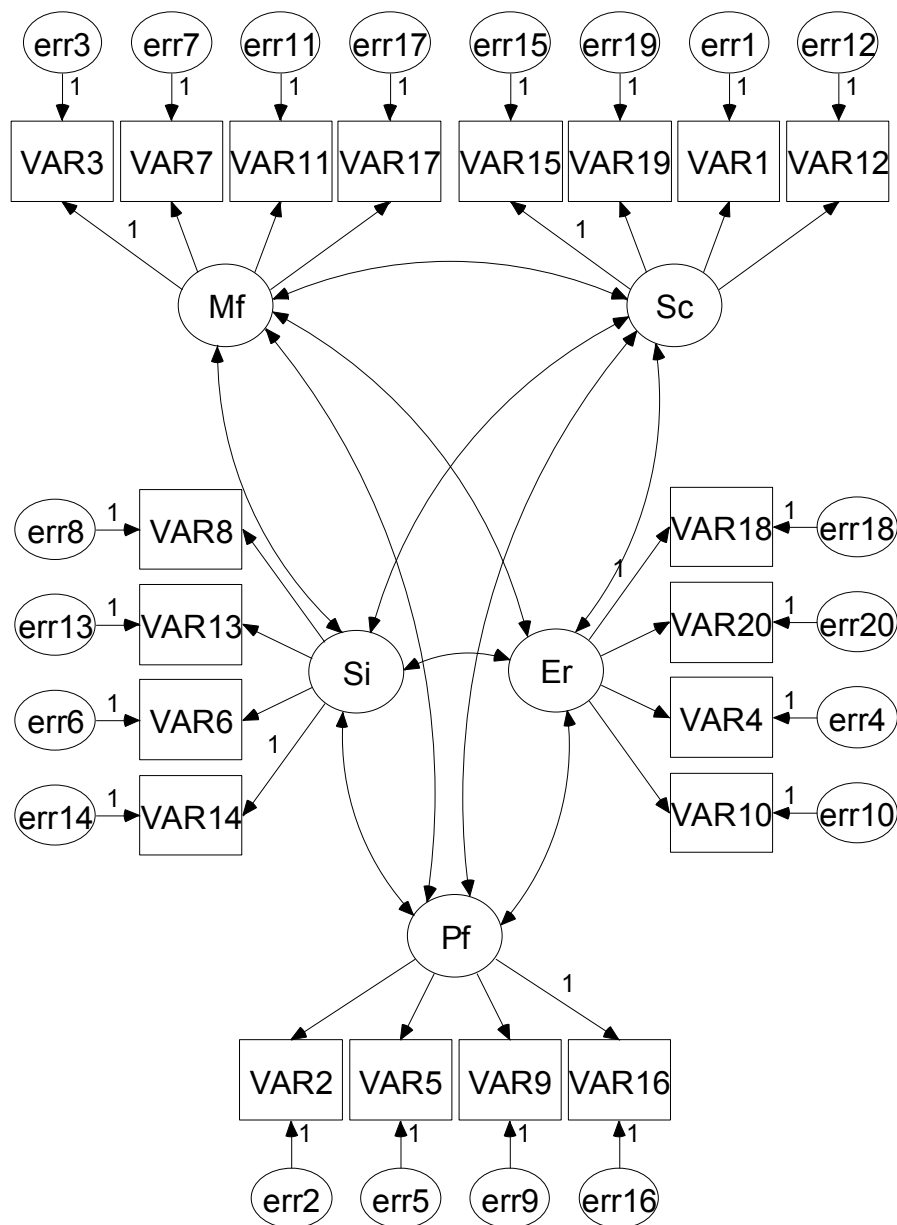 err3 err7 err11 err17 err15 err19 err1 err12
1 1 1 1 1 1 1 1
VAR3 VAR7 VAR11 VAR17 VAR15 VAR19 VAR1 VAR12
1 1
Mf Sc
err8 1 VAR8 VAR18 1 err18
1
err13 1 VAR13 VAR20 1 err20
Si Er
err6 1 VAR6 VAR4 1 err4
1
err14 1 VAR14 VAR10 1 err10
Pf
1
VAR2 VAR5 VAR9 VAR16
1 1 1 1
err2 err5 err9 err16